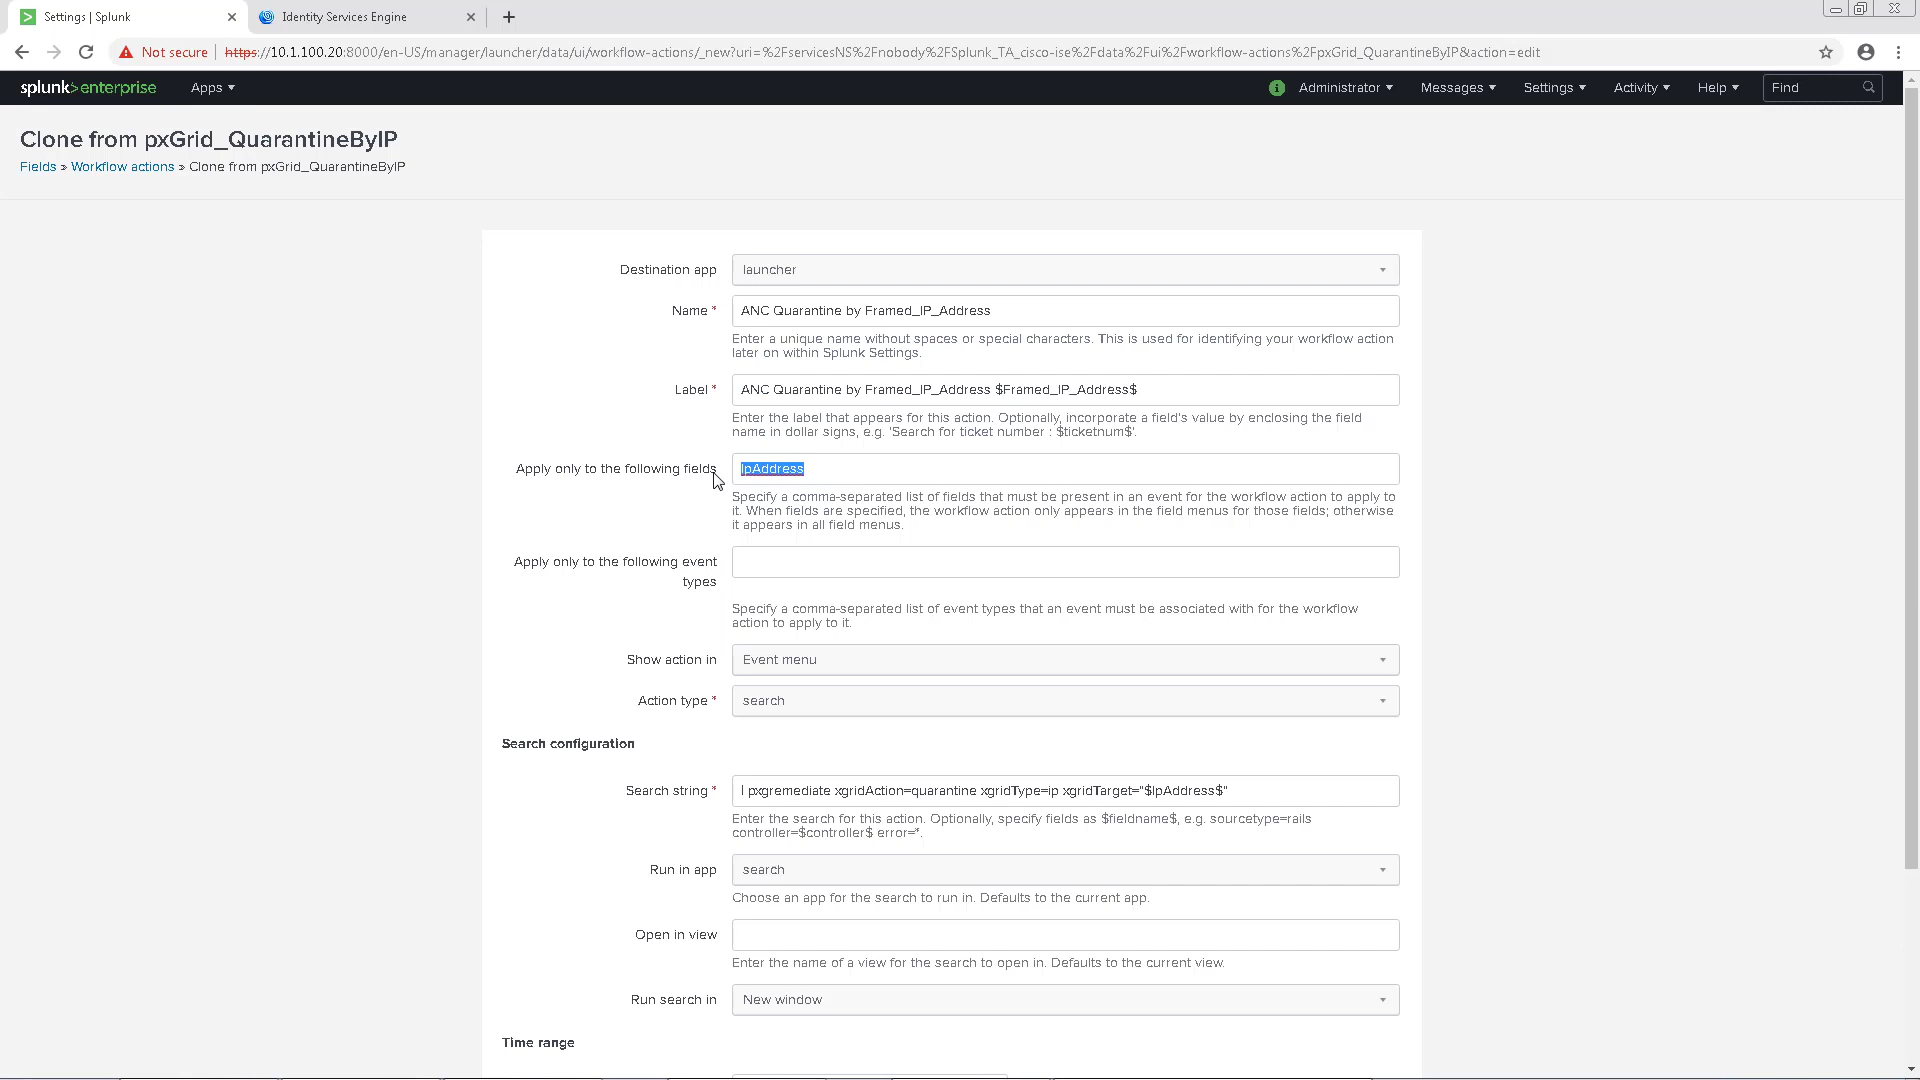 Settings | Splunk
Identity Services Engine
Not secure
https://10.1.100.20:8000/en-US/manager/launcher/data/ui/workflow-actions/_new?uri=%2FservicesNS%2Fnobody%2FSplunk_TA_cisco-ise%2Fdata%2Fui%2Fworkflow-actions%2FpxGrid_QuarantineByIP&action=edit
splunk>enterprise
Apps
Administrator
Messages
Settings
Activity
Help
Find
Clone from pxGrid_QuarantineByIP
Fields » Workflow actions » Clone from pxGrid_QuarantineByIP
Destination app
launcher
Name *
ANC Quarantine by Framed_IP_Address
Enter a unique name without spaces or special characters. This is used for identifying your workflow action
later on within Splunk Settings.
Label *
ANC Quarantine by Framed_IP_Address $Framed_IP_Address$
Enter the label that appears for this action. Optionally, incorporate a field's value by enclosing the field
name in dollar signs, e.g. 'Search for ticket number : $ticketnum$'.
Apply only to the following fields
IpAddress
Specify a comma-separated list of fields that must be present in an event for the workflow action to apply to
it. When fields are specified, the workflow action only appears in the field menus for those fields; otherwise
it appears in all field menus.
Apply only to the following event
types
Specify a comma-separated list of event types that an event must be associated with for the workflow
action to apply to it.
Show action in
Event menu
Action type *
search
Search configuration
Search string *
| pxgremediate xgridAction=quarantine xgridType=ip xgridTarget="$IpAddress$"
Enter the search for this action. Optionally, specify fields as $fieldname$, e.g. sourcetype=rails
controller=$controller$ error=*.
Run in app
search
Choose an app for the search to run in. Defaults to the current app.
Open in view
Enter the name of a view for the search to open in. Defaults to the current view.
Run search in
New window
Time range